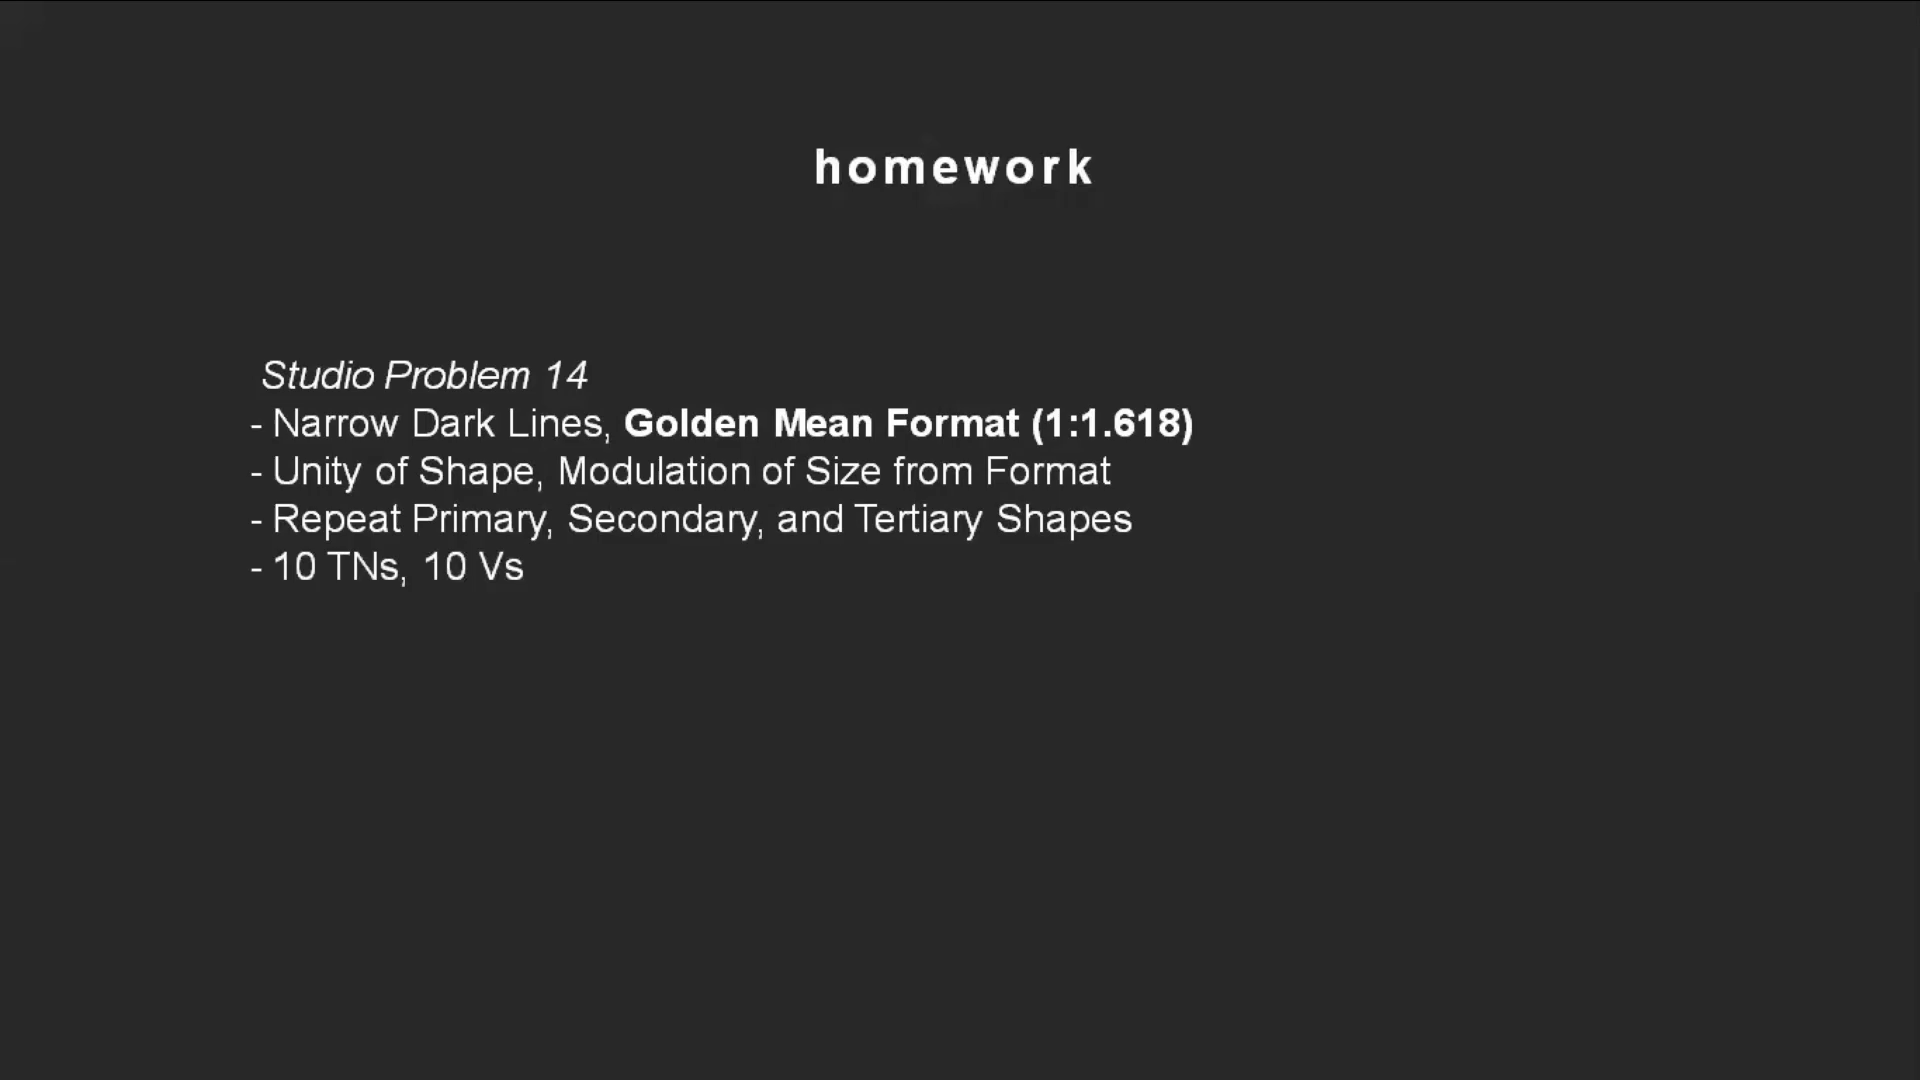 homework
Studio Problem 14
- Narrow Dark Lines, Golden Mean Format (1:1.618)
- Unity of Shape, Modulation of Size from Format
- Repeat Primary, Secondary, and Tertiary Shapes
- 10 TNs, 10 Vs